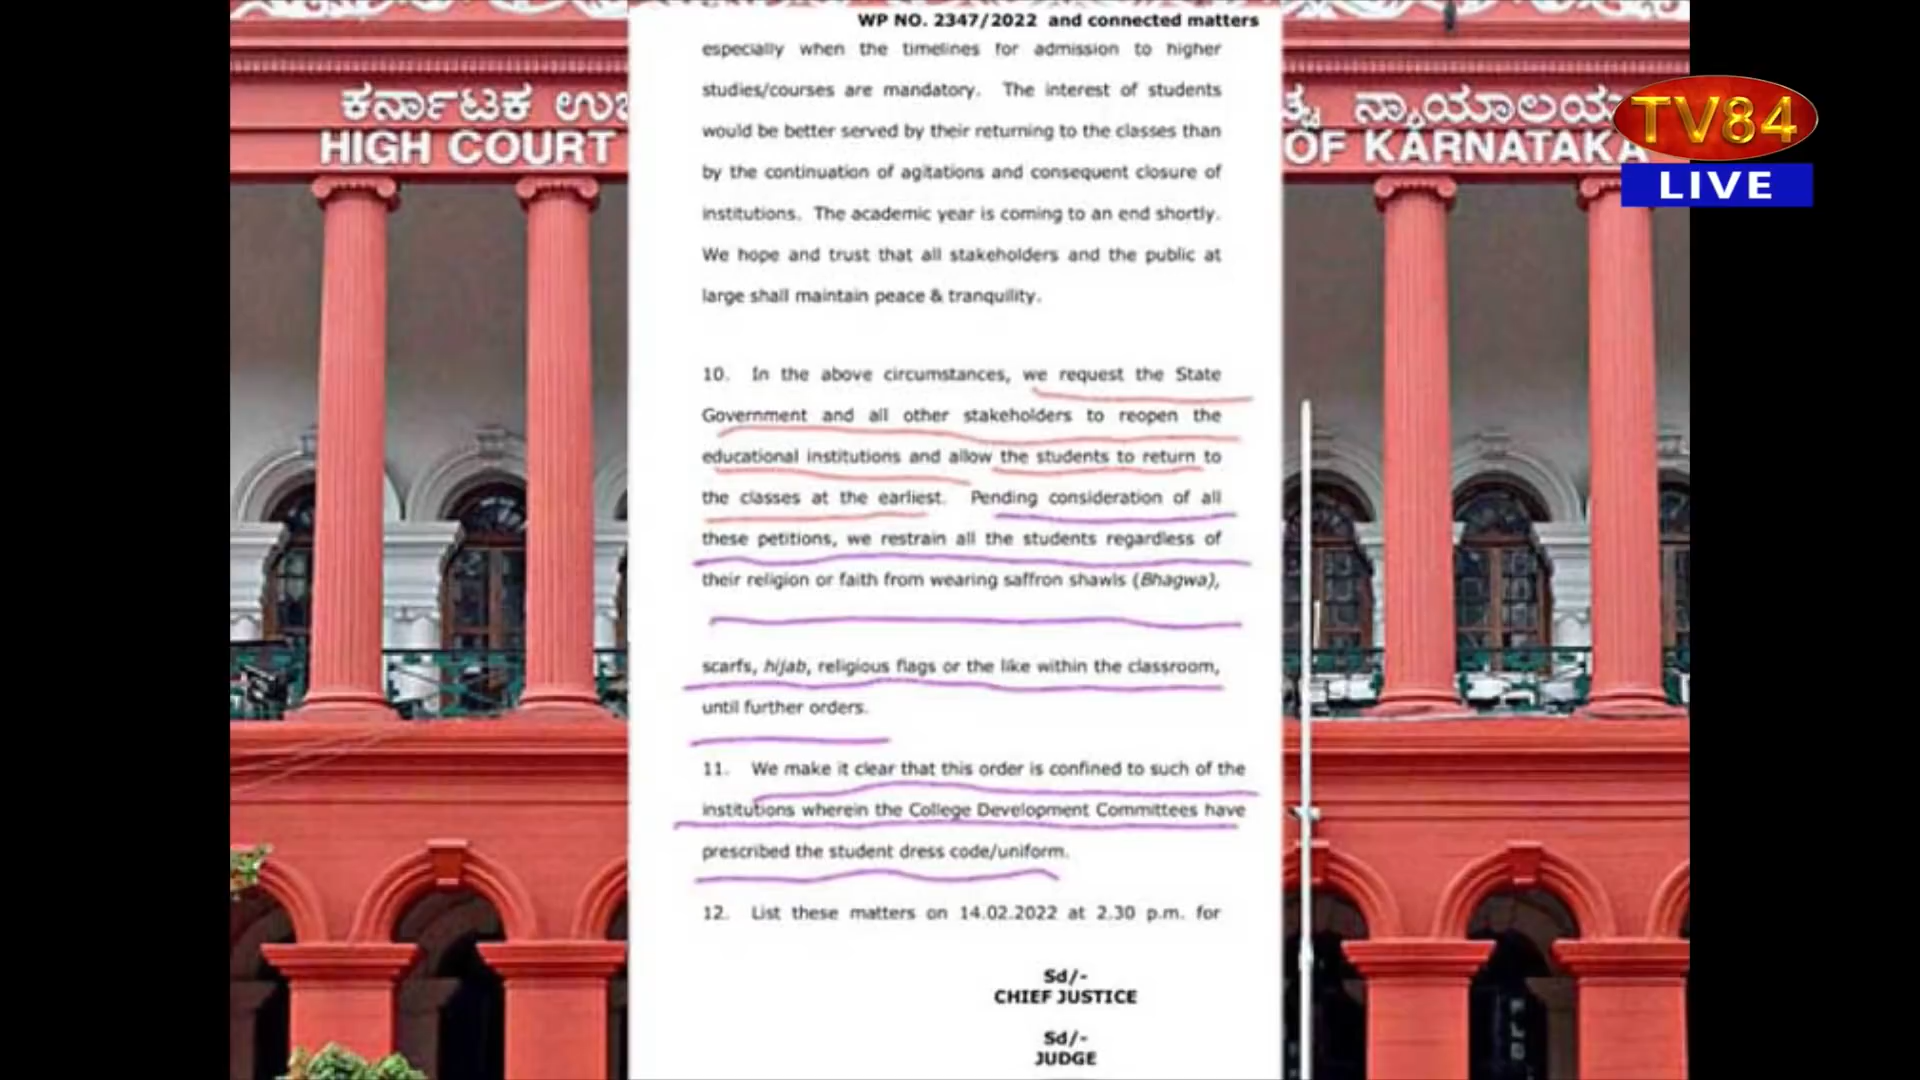 WP NO. 2347/2022 and connected matters
especially when the timelines for admission to higher
studies/courses are mandatory. The interest of students
would be better served by their returning to the classes than
by the continuation of agitations and consequent closure of
institutions. The academic year is coming to an end shortly.
We hope and trust that all stakeholders and the public at
large shall maintain peace & tranquility.
10. In the above circumstances, we request the State
Government and all other stakeholders to reopen the
educational institutions and allow the students to return to
the classes at the earliest. Pending consideration of all
these petitions, we restrain all the students regardless of
their religion or faith from wearing saffron shawls (Bhagwa),
scarfs, hijab, religious flags or the like within the classroom,
until further orders.
11. We make it clear that this order is confined to such of the
institutions wherein the College Development Committees have
prescribed the student dress code/uniform.
12. List these matters on 14.02.2022 at 2.30 p.m. for
Sd/-
CHIEF JUSTICE
Sd/-
JUDGE
ಕರ್ನಾಟಕ ಉಚ
HIGH COURT
ನ್ಯಾಯಾಲಯ
OF KARNATAKA
TV84
LIVE